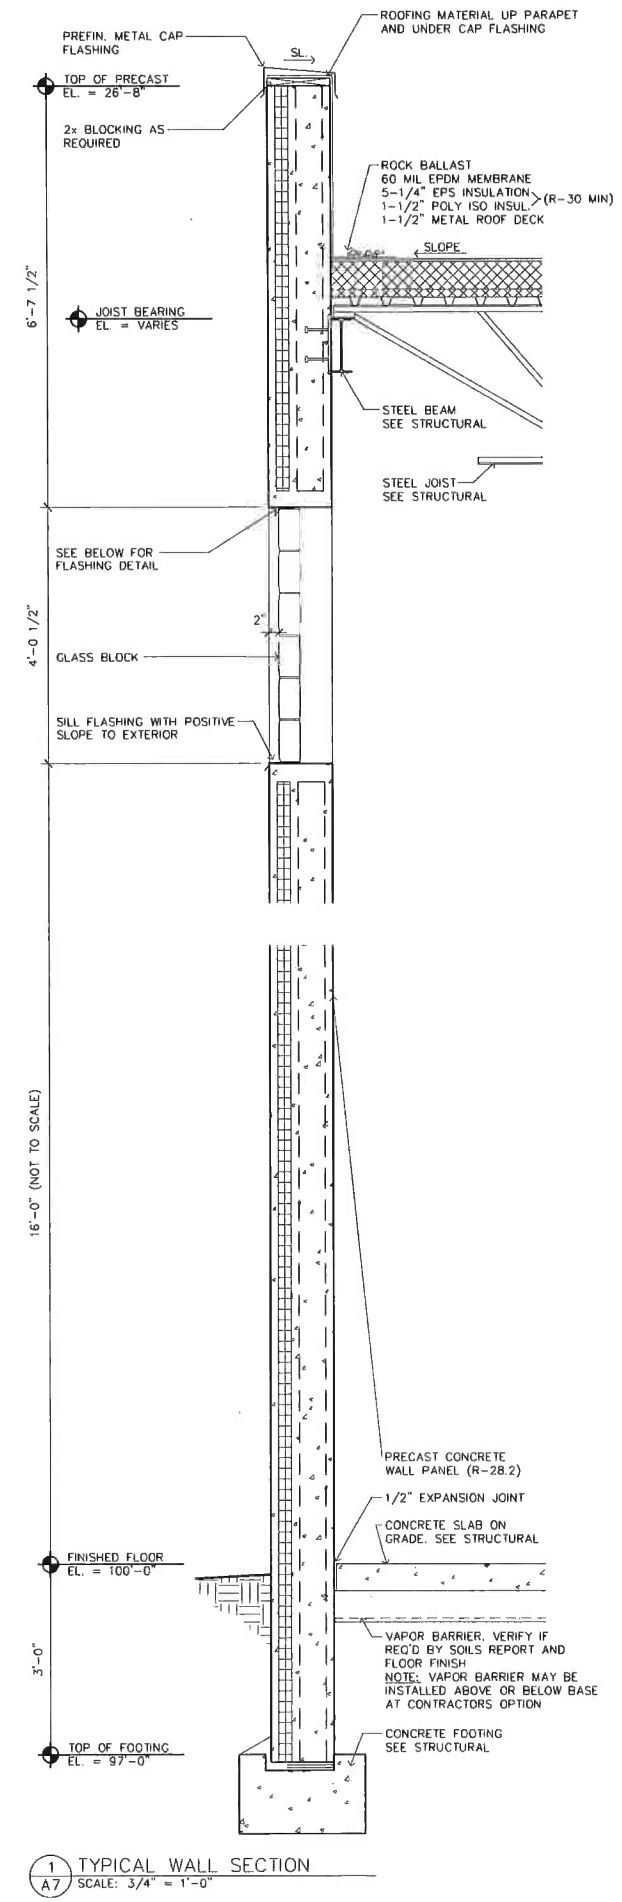 ROOFING MATERIAL UP PARAPET
AND UNDER CAP FLASHING
PREFIN. METAL CAP
FLASHING
SL.
TOP OF PRECAST
EL. = 26'-8"
2x BLOCKING AS
REQUIRED
ROCK BALLAST
60 MIL EPDM MEMBRANE
5-1/4" EPS INSULATION
1-1/2" POLY ISO INSUL.
(R-30 MIN)
1-1/2" METAL ROOF DECK
SLOPE
6'-7 1/2"
JOIST BEARING
EL. = VARIES
STEEL BEAM
SEE STRUCTURAL
STEEL JOIST
SEE STRUCTURAL
SEE BELOW FOR
FLASHING DETAIL
2"
4'-0 1/2"
GLASS BLOCK
SILL FLASHING WITH POSITIVE
SLOPE TO EXTERIOR
16'-0" (NOT TO SCALE)
PRECAST CONCRETE
WALL PANEL (R-28.2)
1/2" EXPANSION JOINT
CONCRETE SLAB ON
GRADE. SEE STRUCTURAL
FINISHED FLOOR
EL. = 100'-0"
VAPOR BARRIER, VERIFY IF
REQ'D BY SOILS REPORT AND
FLOOR FINISH
NOTE: VAPOR BARRIER MAY BE
INSTALLED ABOVE OR BELOW BASE
AT CONTRACTORS OPTION
3'-0"
TOP OF FOOTING
EL. = 97'-0"
CONCRETE FOOTING
SEE STRUCTURAL
1
A7
TYPICAL WALL SECTION
SCALE: 3/4" = 1'-0"